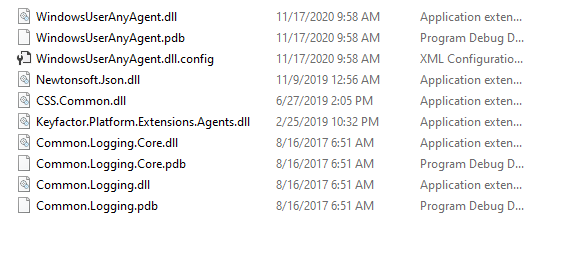 WindowsUserAnyAgent.dll 11/17/2020 9:58 AM Application exten...
WindowsUserAnyAgent.pdb 11/17/2020 9:58 AM Program Debug D...
WindowsUserAnyAgent.dll.config 11/17/2020 9:58 AM XML Configuratio...
Newtonsoft.Json.dll 11/9/2019 12:56 AM Application exten...
CSS.Common.dll 6/27/2019 2:05 PM Application exten...
Keyfactor.Platform.Extensions.Agents.dll 2/25/2019 10:32 PM Application exten...
Common.Logging.Core.dll 8/16/2017 6:51 AM Application exten...
Common.Logging.Core.pdb 8/16/2017 6:51 AM Program Debug D...
Common.Logging.dll 8/16/2017 6:51 AM Application exten...
Common.Logging.pdb 8/16/2017 6:51 AM Program Debug D...